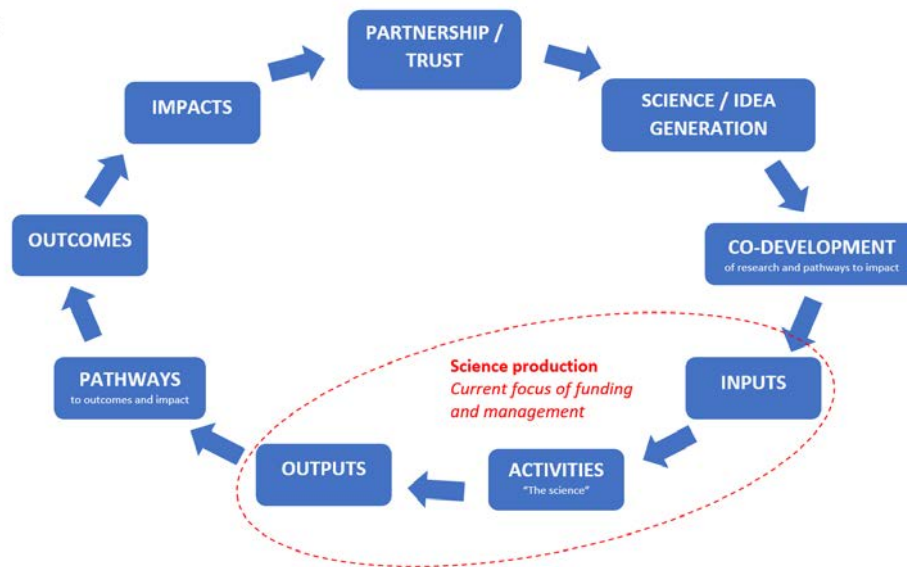 PARTNERSHIP /
TRUST
SCIENCE / IDEA
GENERATION
CO-DEVELOPMENT
of research and pathways to impact
INPUTS
ACTIVITIES
"The science"
OUTPUTS
PATHWAYS
to outcomes and impact
OUTCOMES
IMPACTS
Science production
Current focus of funding
and management